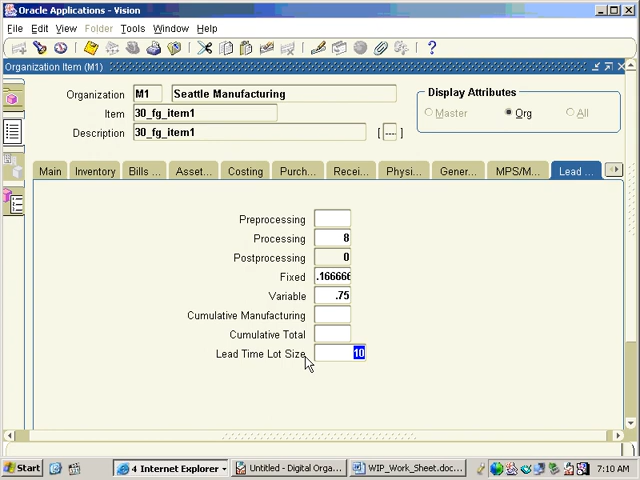 Oracle Applications - Vision
File Edit View Folder Tools Window Help
Organization Item (M1)
Organization M1 Seattle Manufacturing
Item 30_fg_item1
Description 30_fg_item1 [ ]
Display Attributes
Master Org All
Main Inventory Bills ... Asset... Costing Purch... Recei... Physi... Gener... MPS/M... Lead ...
Preprocessing
Processing 8
Postprocessing 0
Fixed .166666
Variable .75
Cumulative Manufacturing
Cumulative Total
Lead Time Lot Size 10
Start 4 Internet Explorer Untitled - Digital Orga... WIP_Work_Sheet.doc... 7:10 AM